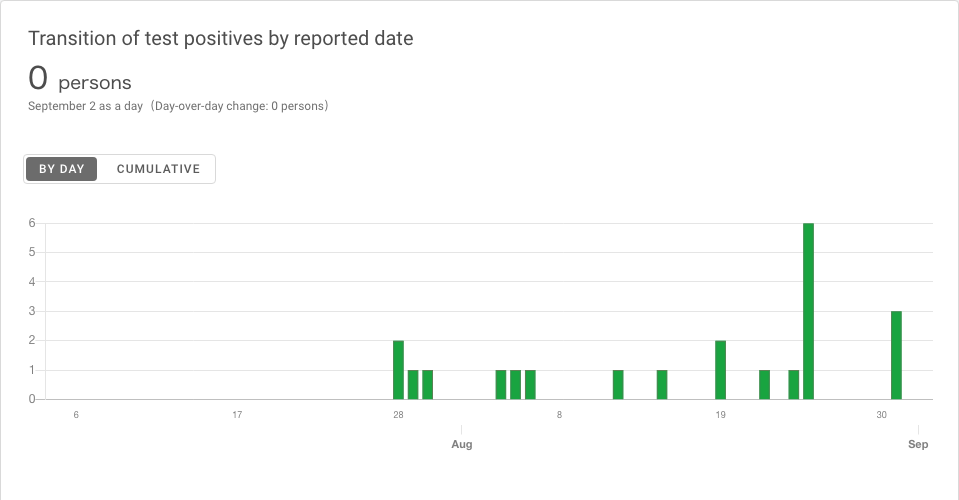 Transition of test positives by reported date
0 persons
September 2 as a day（Day-over-day change: 0 persons）
BY DAY CUMULATIVE
6
5
4
3
2
1
0
6 17 28 8 19 30
Aug Sep